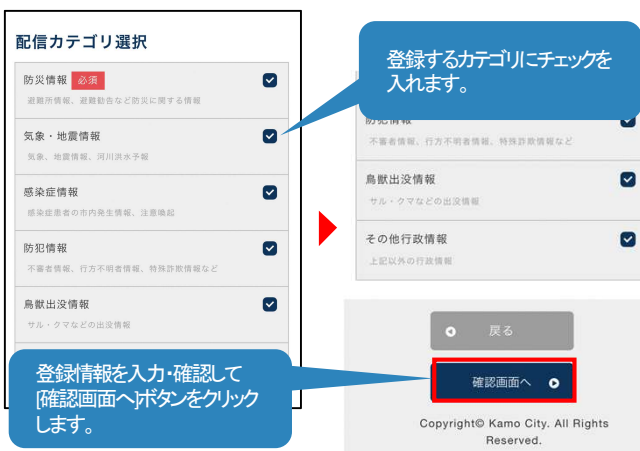 配信カテゴリ選択
防災情報 必須
避難所情報、避難勧告など防災に関する情報
気象・地震情報
気象、地震情報、河川洪水予報
感染症情報
感染症患者の市内発生情報、注意喚起
防犯情報
不審者情報、行方不明者情報、特殊詐欺情報など
鳥獣出没情報
サル・クマなどの出没情報
登録情報を入力・確認して
[確認画面へ]ボタンをクリック
します。
登録するカテゴリにチェックを
入れます。
防犯情報
不審者情報、行方不明者情報、特殊詐欺情報など
鳥獣出没情報
サル・クマなどの出没情報
その他行政情報
上記以外の行政情報
戻る
確認画面へ
Copyright© Kamo City. All Rights
Reserved.